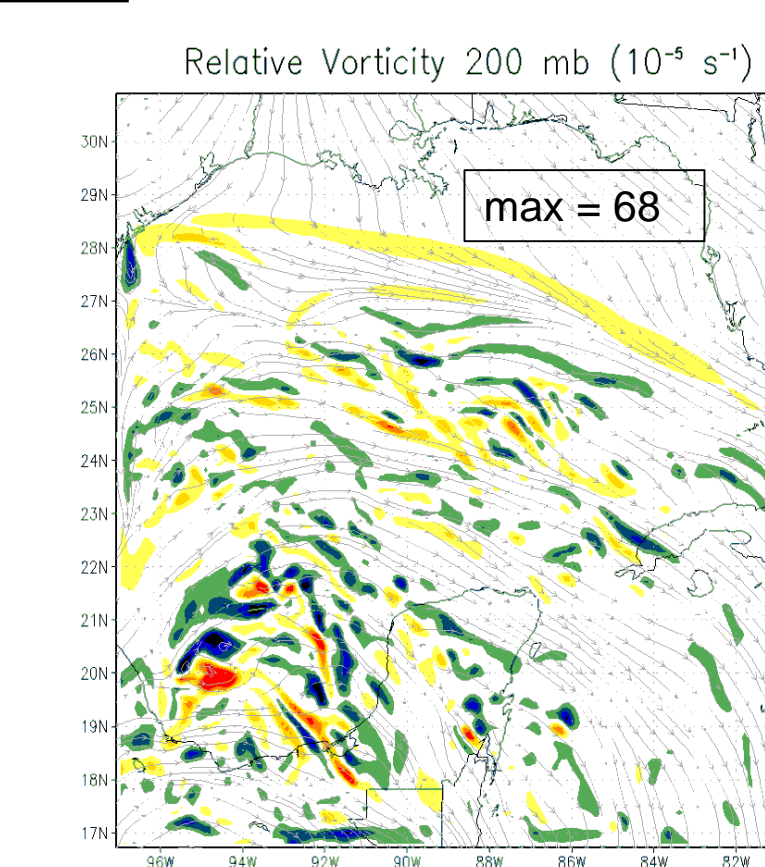 Relative Vorticity 200 mb (10⁻⁵ s⁻¹)
30N
max = 68
29N
28N
27N
26N
25N
24N
23N
22N
21N
20N
19N
18N
17N
96W 94W 92W 90W 88W 86W 84W 82W